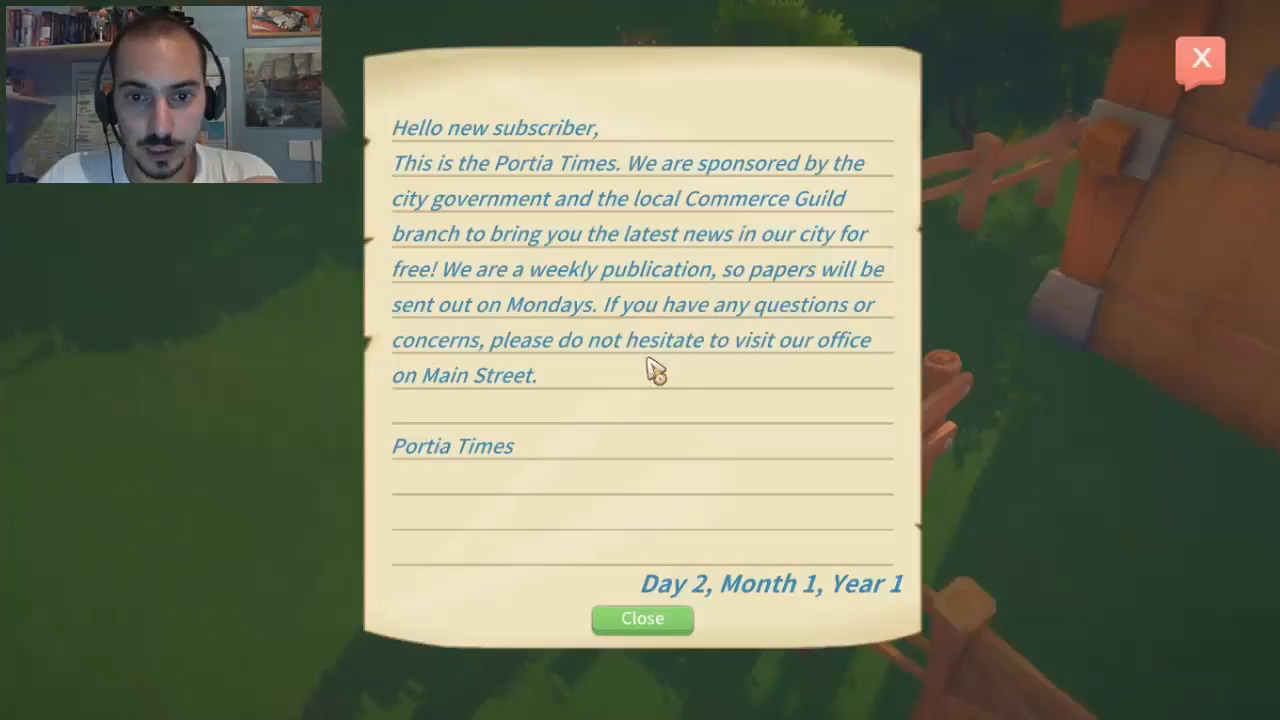 X
Hello new subscriber,
This is the Portia Times. We are sponsored by the
city government and the local Commerce Guild
branch to bring you the latest news in our city for
free! We are a weekly publication, so papers will be
sent out on Mondays. If you have any questions or
concerns, please do not hesitate to visit our office
on Main Street.
Portia Times
Day 2, Month 1, Year 1
Close